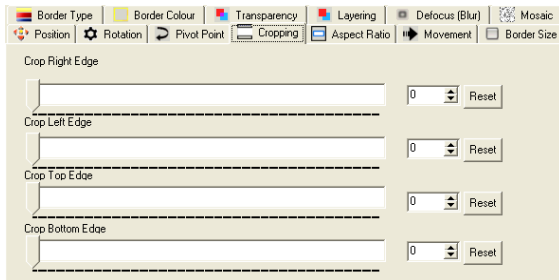 Border Type Border Colour Transparency Layering Defocus (Blur) Mosaic
Position Rotation Pivot Point Cropping Aspect Ratio Movement Border Size
Crop Right Edge
0 Reset
Crop Left Edge
0 Reset
Crop Top Edge
0 Reset
Crop Bottom Edge
0 Reset